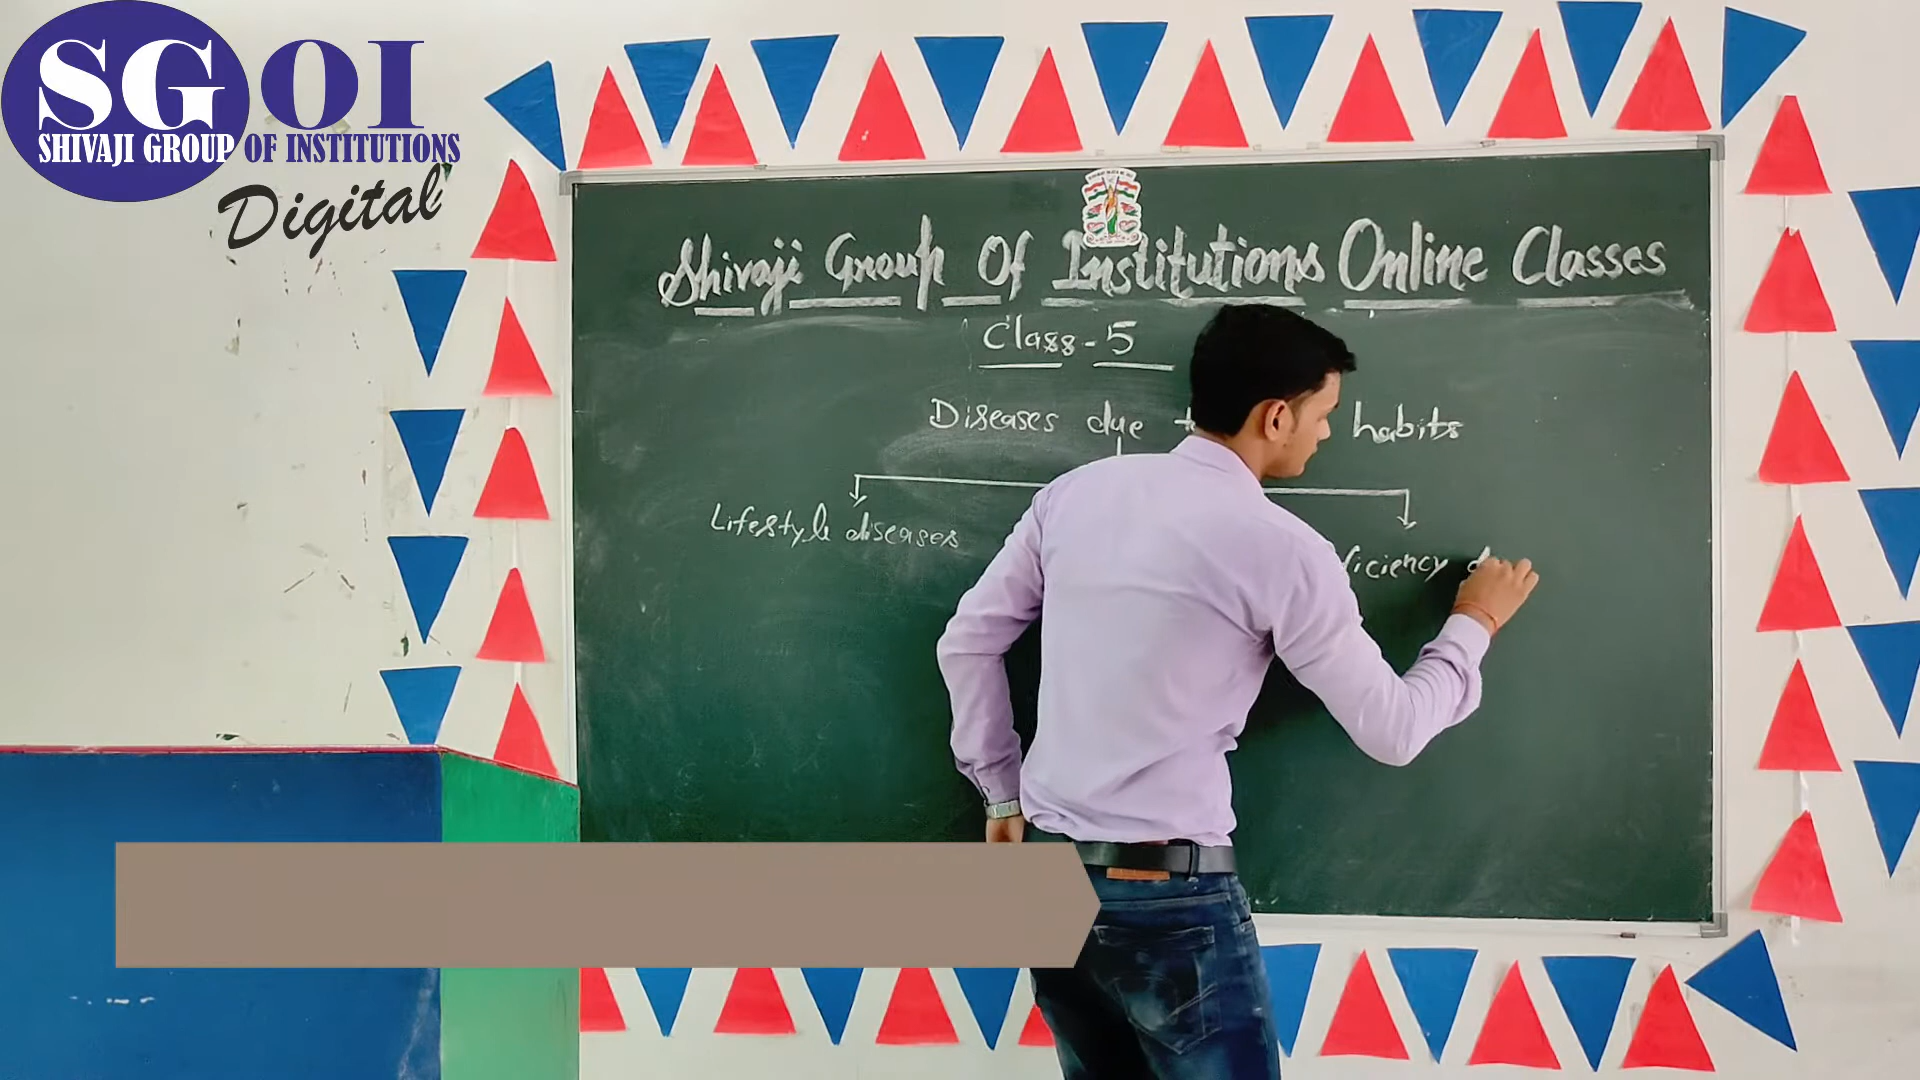 SGOI
SHIVAJI GROUP OF INSTITUTIONS
Digital
Shivaji Group Of Institutions Online Classes
Class-5
Diseases due habits
Lifestyle diseases
ficiency d